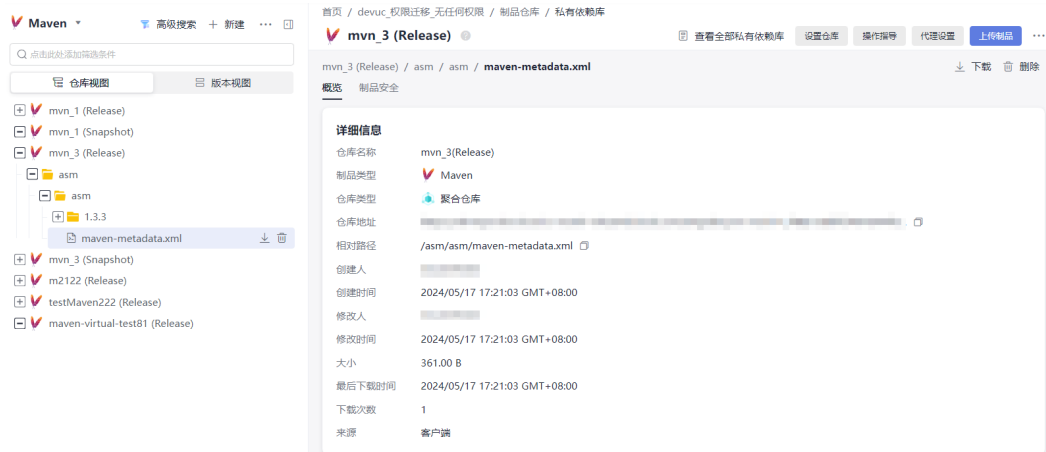 Maven
高级搜索
新建
点击此处添加筛选条件
仓库视图
版本视图
mvn_1 (Release)
mvn_1 (Snapshot)
mvn_3 (Release)
asm
asm
1.3.3
maven-metadata.xml
mvn_3 (Snapshot)
m2122 (Release)
testMaven222 (Release)
maven-virtual-test81 (Release)
首页 / devuc_权限迁移_无任何权限 / 制品仓库 / 私有依赖库
mvn_3 (Release)
查看全部私有依赖库 设置仓库 操作指导 代理设置 上传制品
mvn_3 (Release) / asm / asm / maven-metadata.xml
下载 删除
概览 制品安全
详细信息
仓库名称 mvn_3(Release)
制品类型 Maven
仓库类型 聚合仓库
仓库地址
相对路径 /asm/asm/maven-metadata.xml
创建人
创建时间 2024/05/17 17:21:03 GMT+08:00
修改人
修改时间 2024/05/17 17:21:03 GMT+08:00
大小 361.00 B
最后下载时间 2024/05/17 17:21:03 GMT+08:00
下载次数 1
来源 客户端